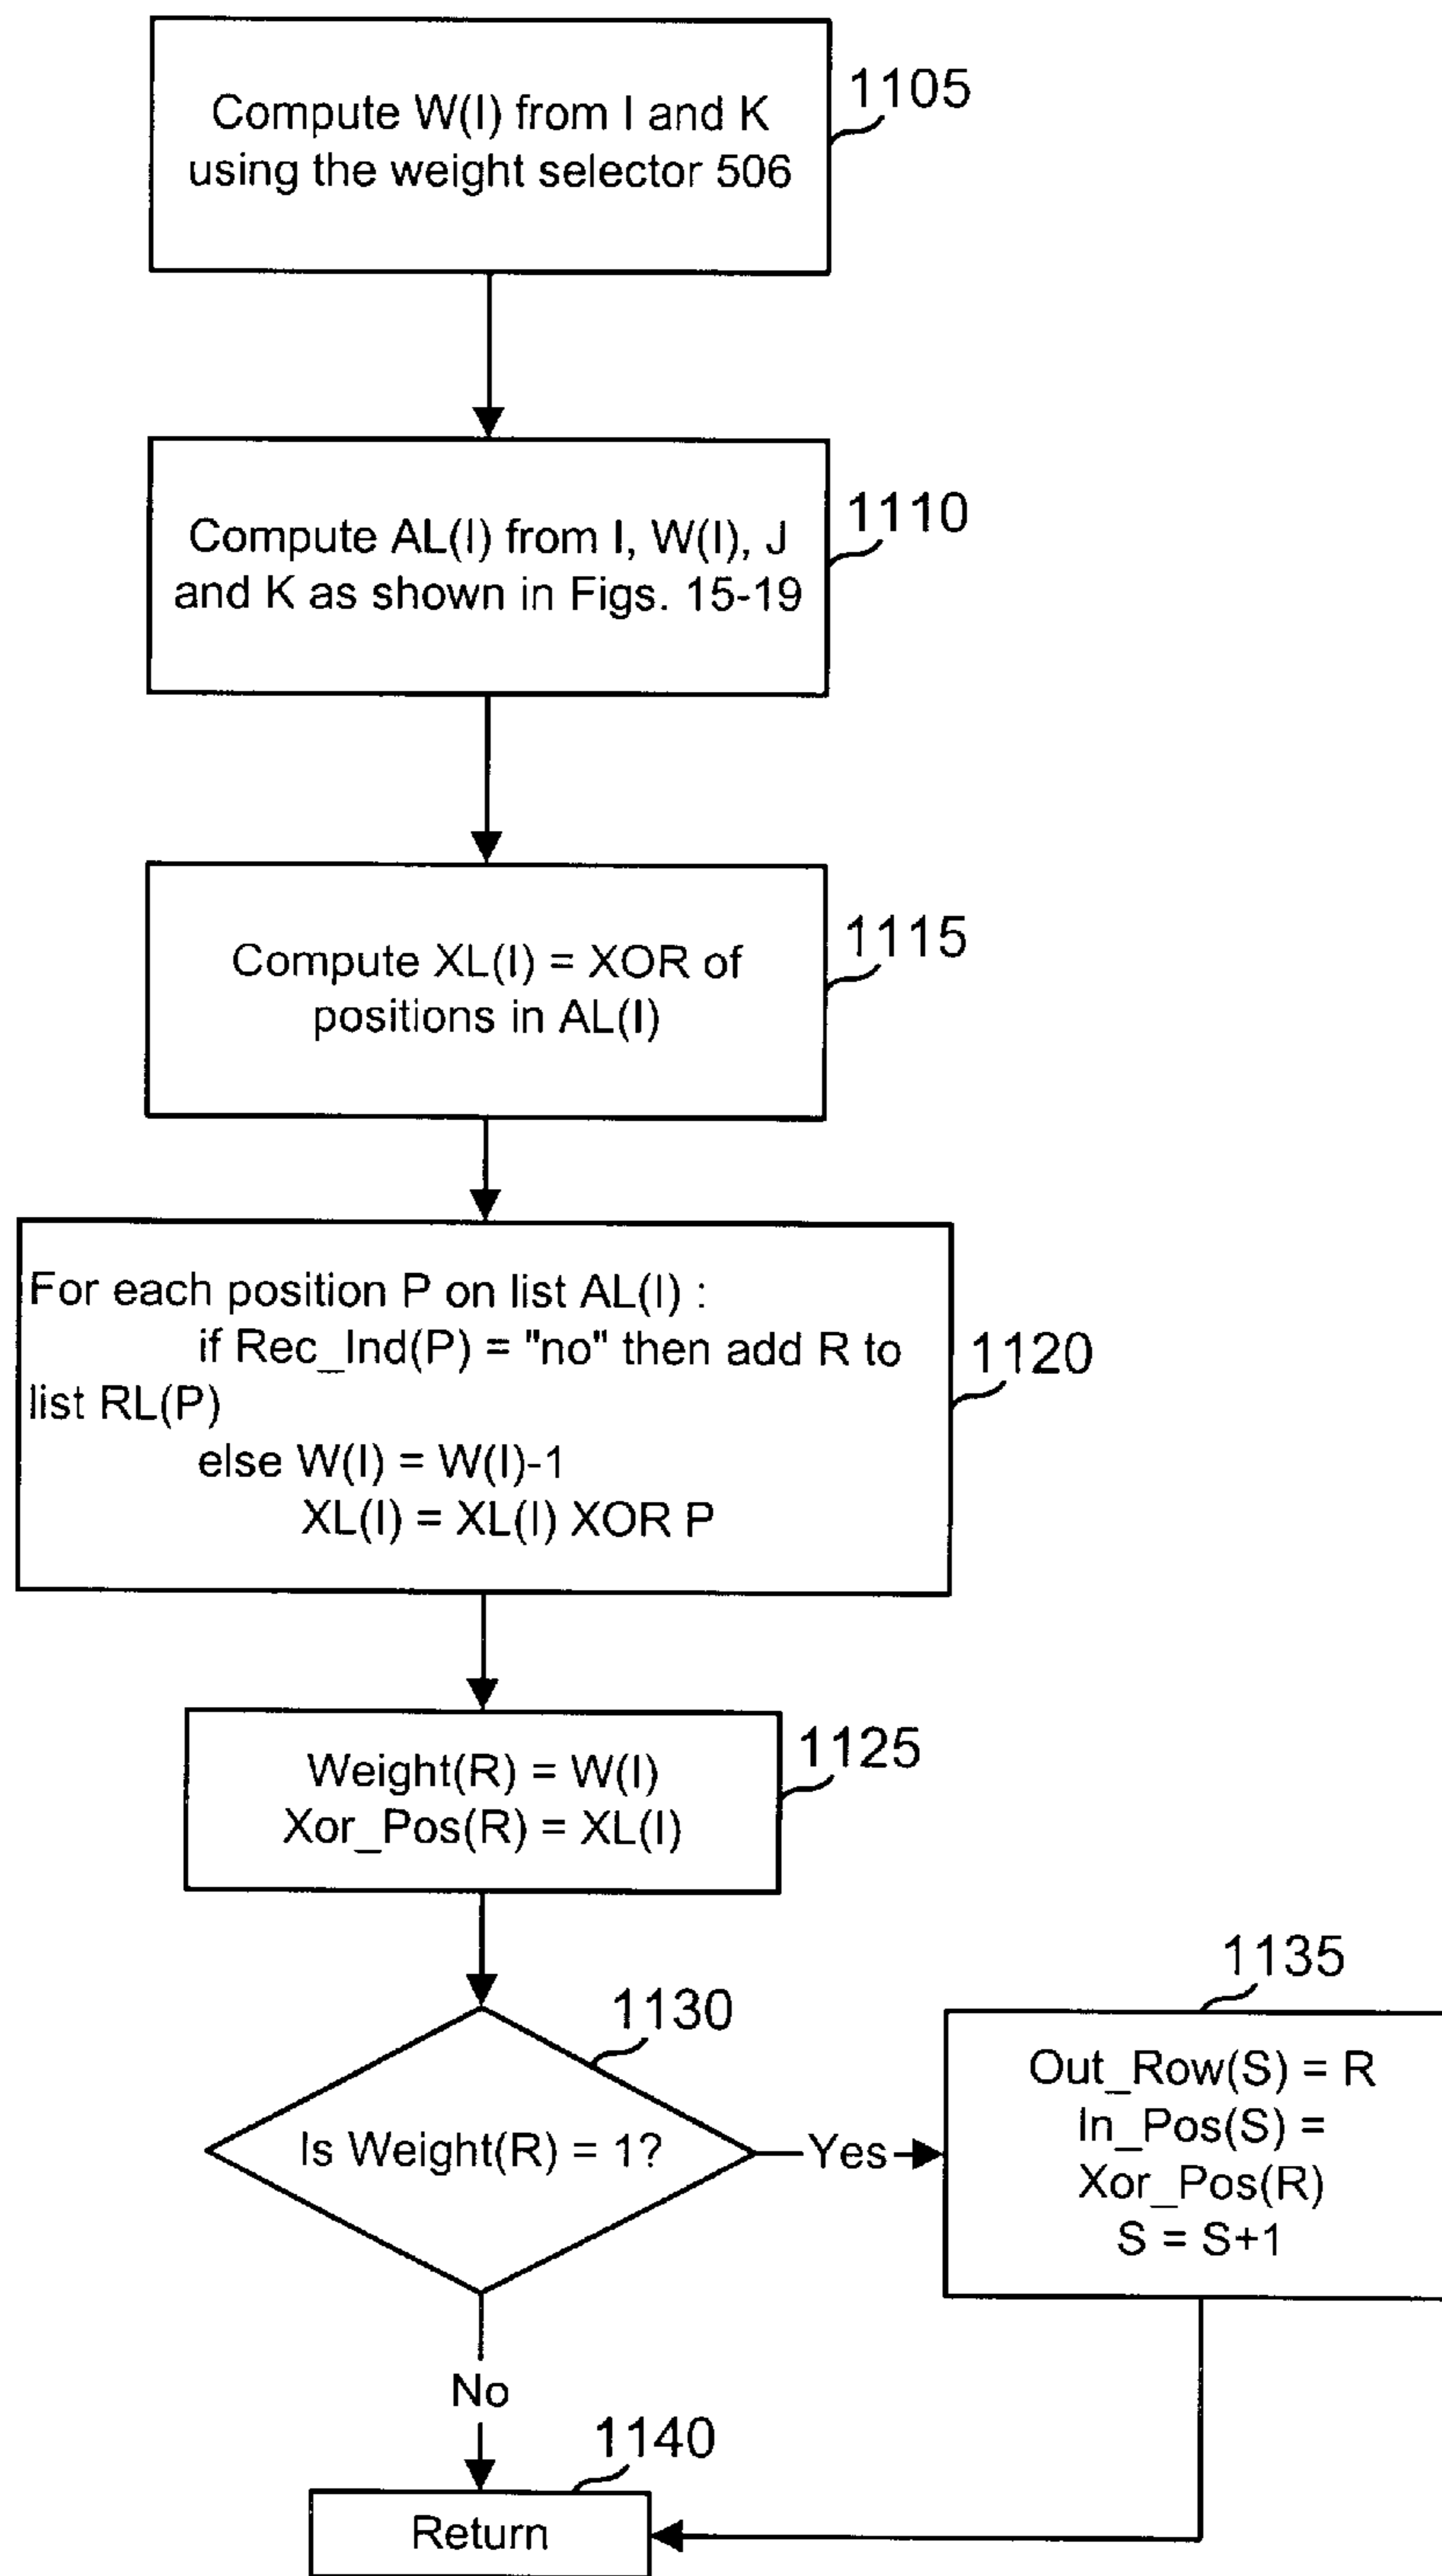 1105
Compute W(I) from I and K
using the weight selector 506
1110
Compute AL(I) from I, W(I), J
and K as shown in Figs. 15-19
1115
Compute XL(I) = XOR of
positions in AL(I)
1120
For each position P on list AL(I) :
if Rec_Ind(P) = "no" then add R to
list RL(P)
else W(I) = W(I)-1
XL(I) = XL(I) XOR P
1125
Weight(R) = W(I)
Xor_Pos(R) = XL(I)
1130
Is Weight(R) = 1?
Yes
1135
Out_Row(S) = R
In_Pos(S) =
Xor_Pos(R)
S = S+1
No
1140
Return